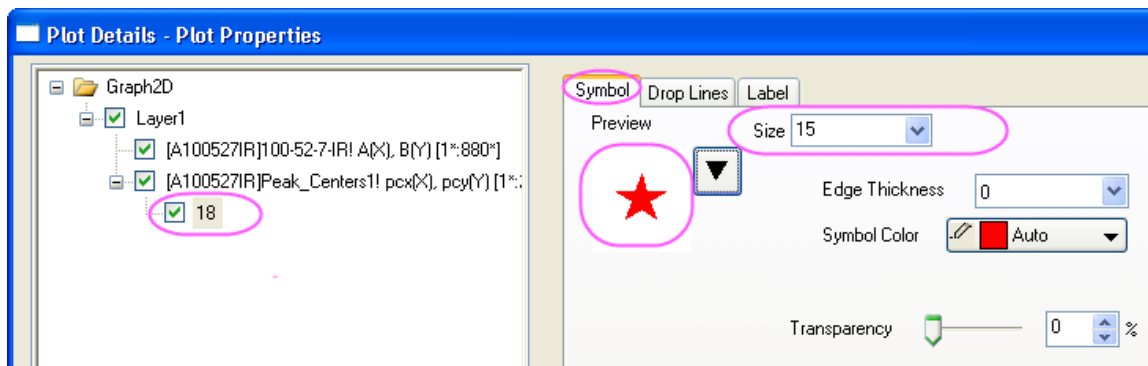 Plot Details - Plot Properties
Graph2D
Layer1
[A100527IR]100-52-7-IR! A(X), B(Y) [1*:880*]
[A100527IR]Peak_Centers1! pcx(X), pcy(Y) [1*:
18
Symbol Drop Lines Label
Preview
Size 15
Edge Thickness 0
Symbol Color Auto
Transparency 0 %